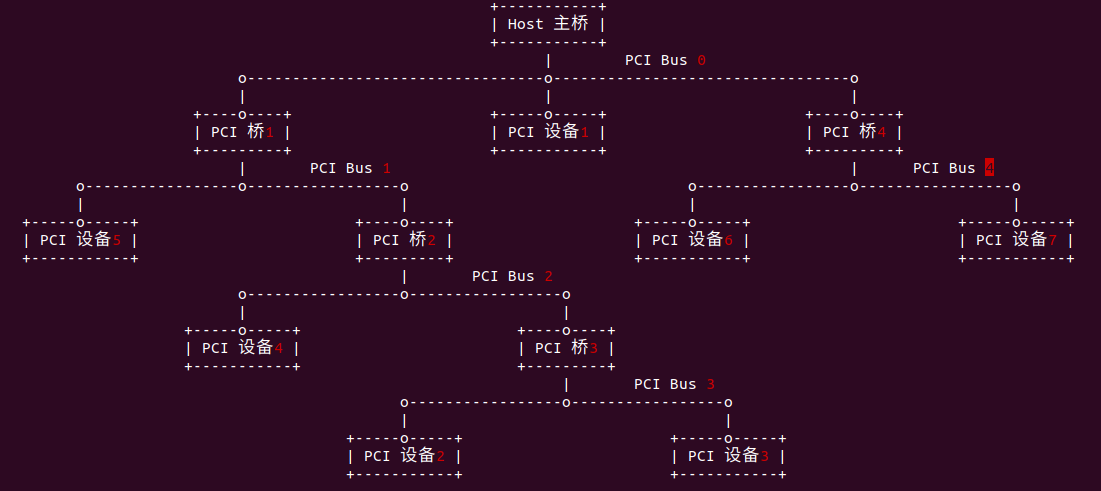 Host 主桥
PCI Bus 0
PCI 桥1 PCI 设备1 PCI 桥4
PCI Bus 1 PCI Bus 4
PCI 设备5 PCI 桥2 PCI 设备6 PCI 设备7
PCI Bus 2
PCI 设备4 PCI 桥3
PCI Bus 3
PCI 设备2 PCI 设备3